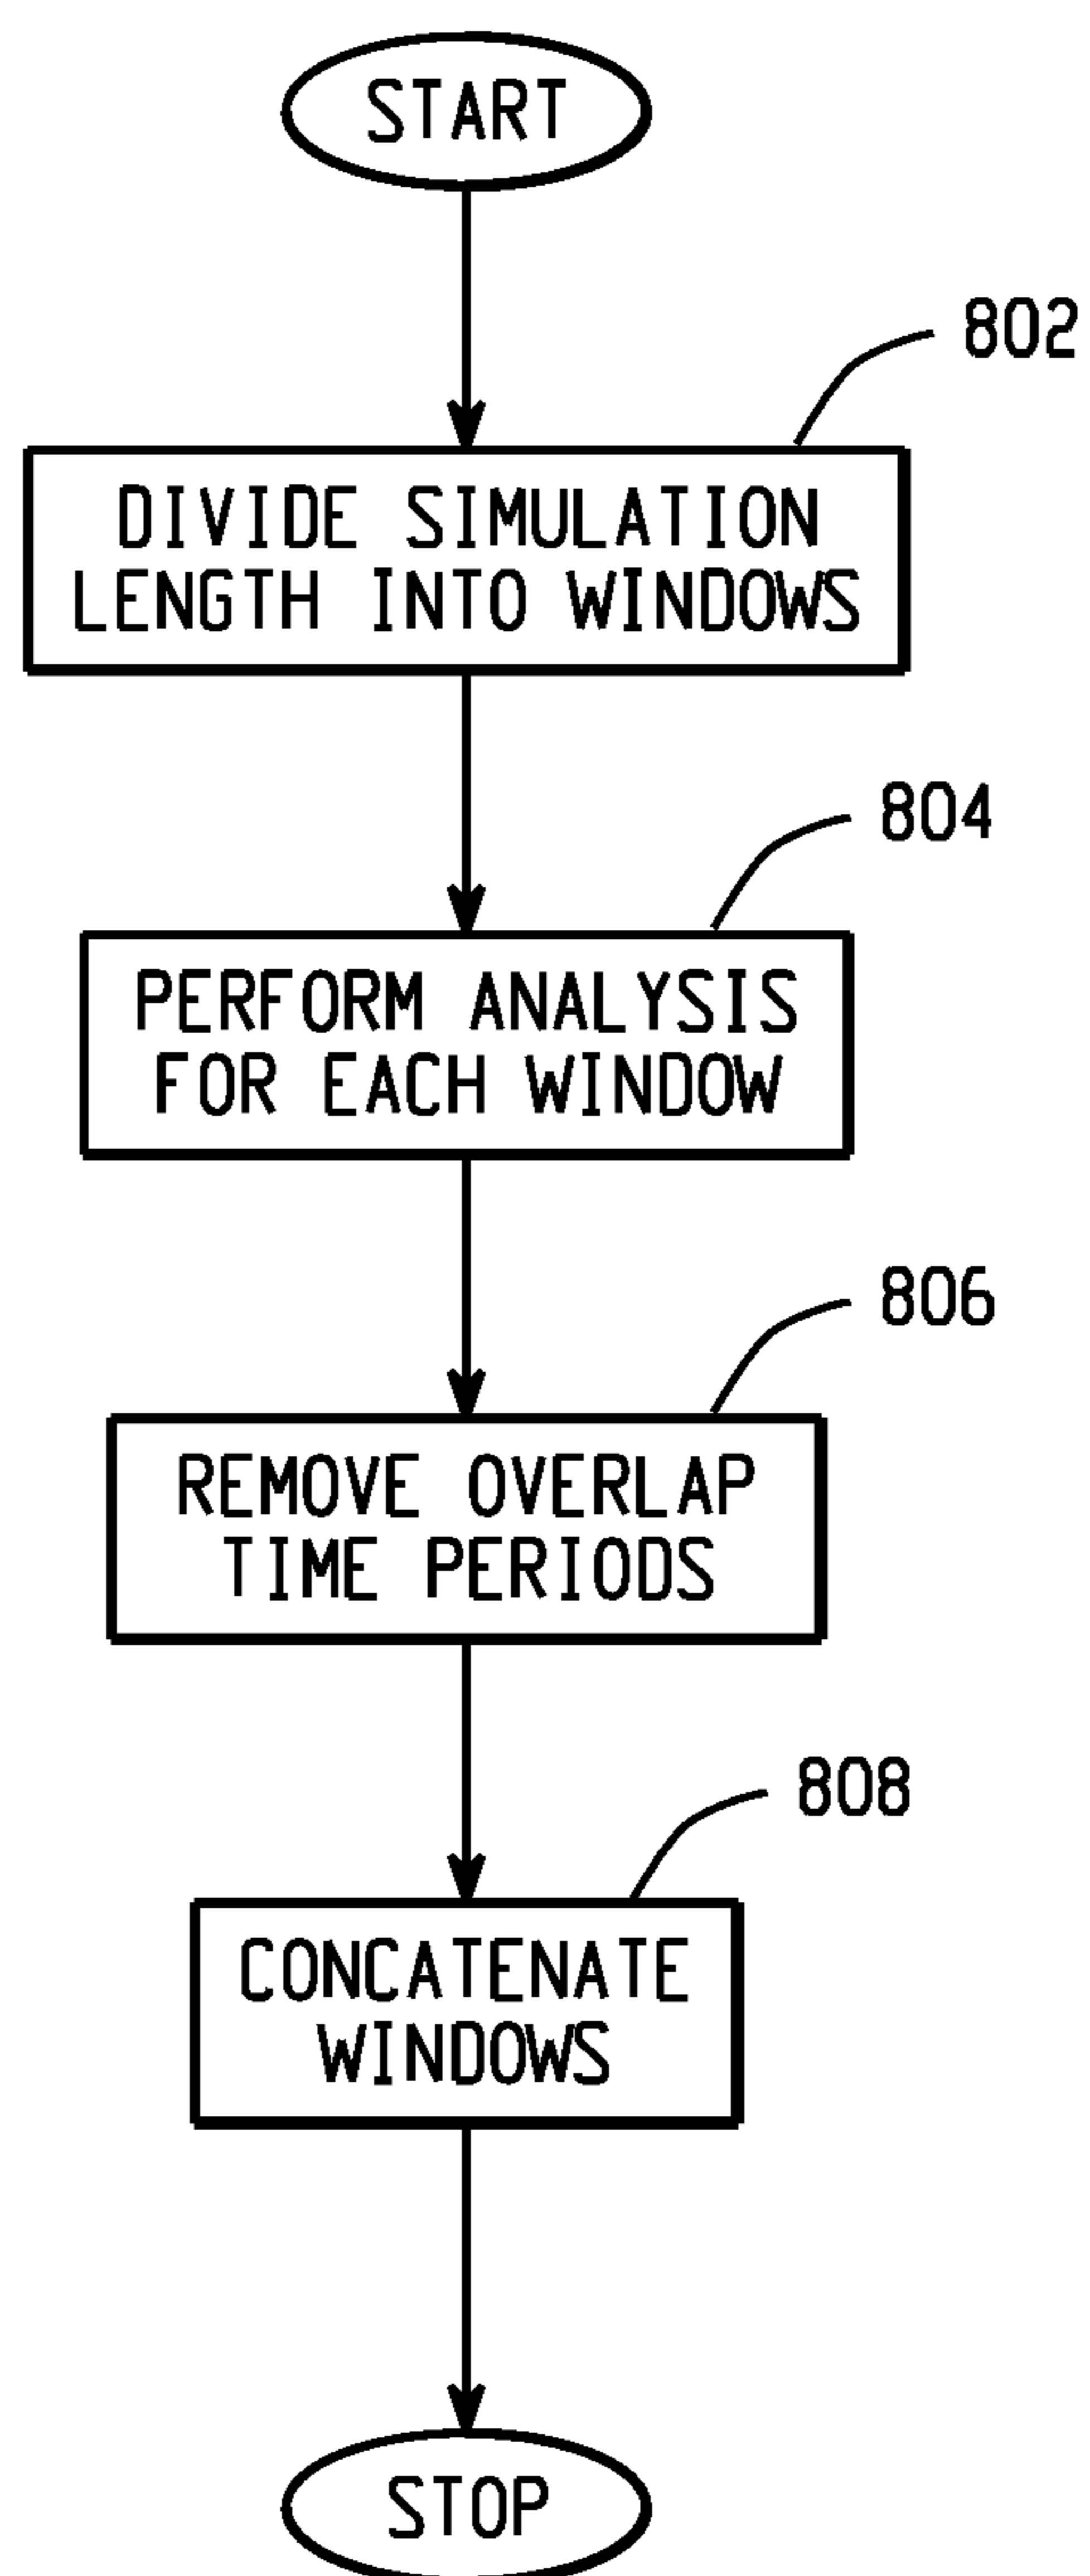 START
802
DIVIDE SIMULATION
LENGTH INTO WINDOWS
804
PERFORM ANALYSIS
FOR EACH WINDOW
806
REMOVE OVERLAP
TIME PERIODS
808
CONCATENATE
WINDOWS
STOP